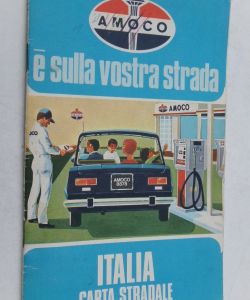 AMOCO
è sulla vostra strada
AMOCO
AMOCO
ITALIA
CARTA STRADALE